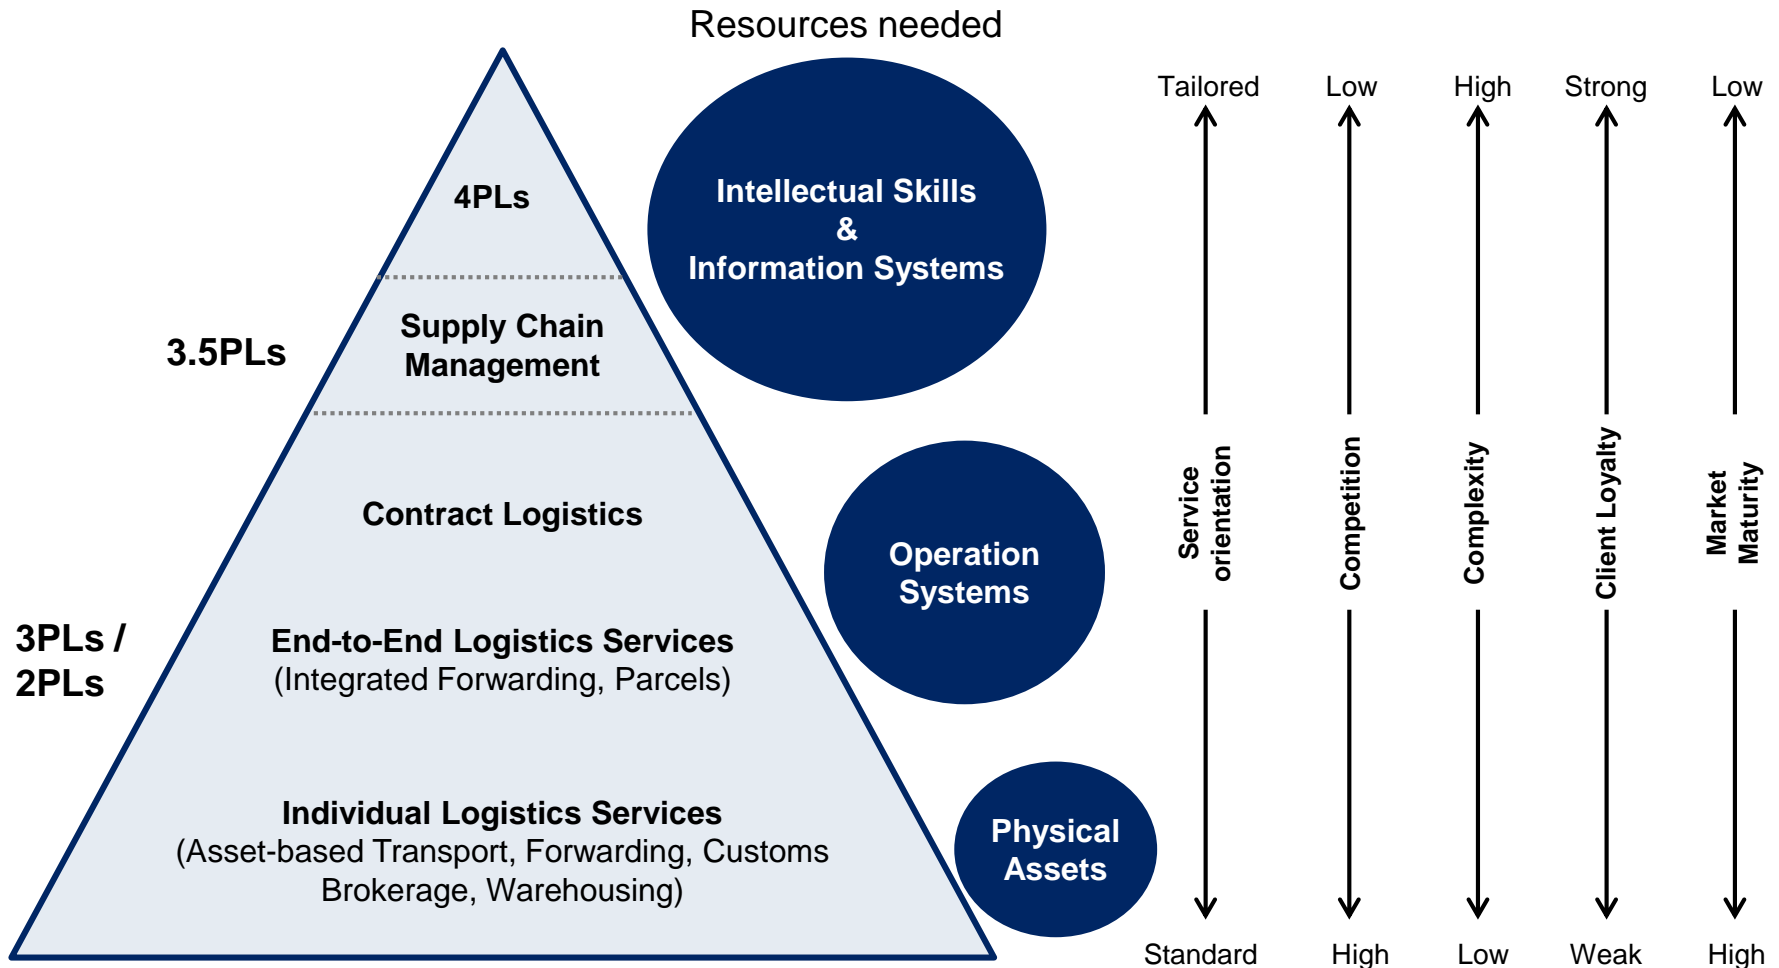 Resources needed
4PLs
Supply Chain
Management
3.5PLs
Contract Logistics
3PLs /
2PLs
End-to-End Logistics Services
(Integrated Forwarding, Parcels)
Individual Logistics Services
(Asset-based Transport, Forwarding, Customs
Brokerage, Warehousing)
Intellectual Skills
&
Information Systems
Operation
Systems
Physical
Assets
Tailored
Service
orientation
Standard
Low
Competition
High
High
Complexity
Low
Strong
Client Loyalty
Weak
Low
Market
Maturity
High